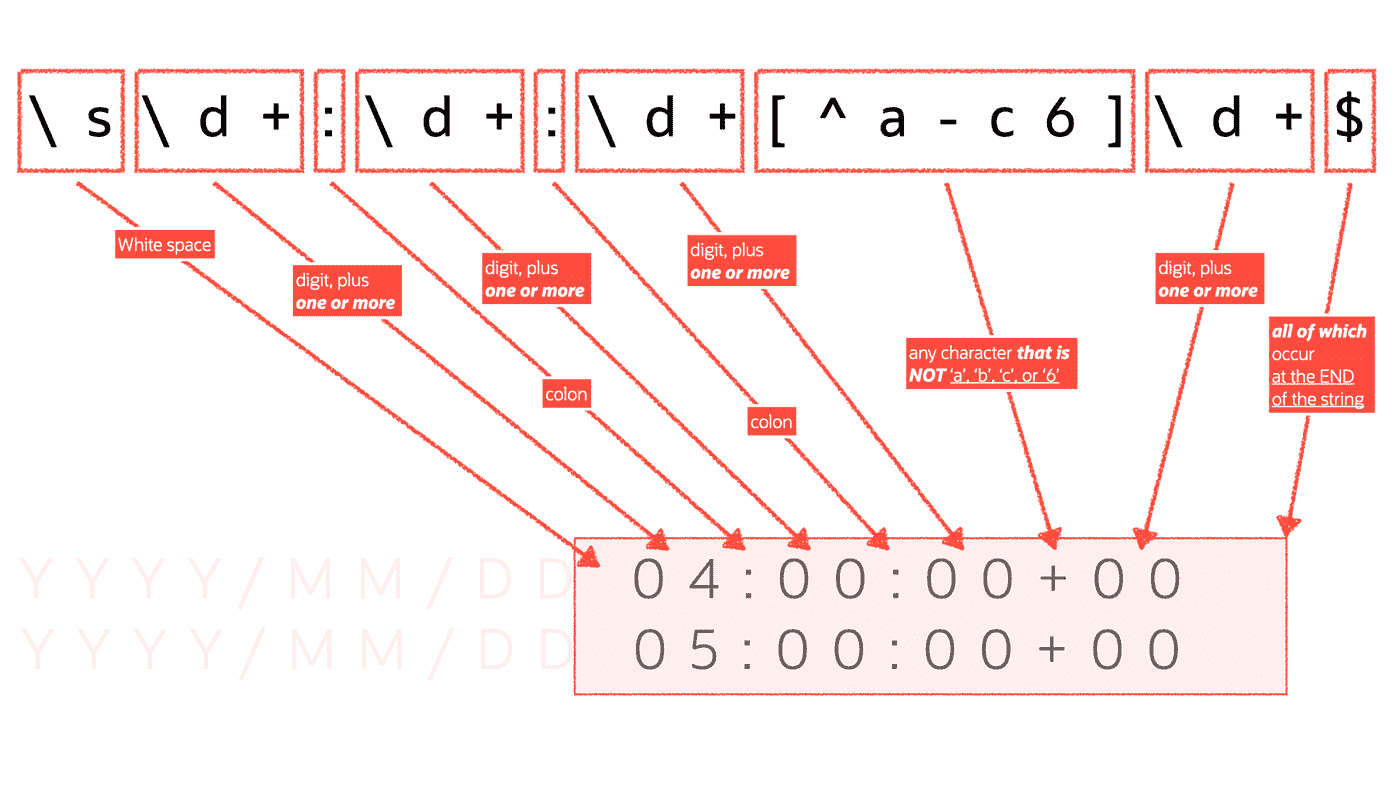 \s\d+:\d+:\d+[^a-c6]\d+$
White space
digit, plus
one or more
digit, plus
one or more
digit, plus
one or more
digit, plus
one or more
colon
colon
any character that is
NOT ‘a’, ‘b’, ‘c’, or ‘6’
all of which
occur
at the END
of the string
YYYY/MM/DD 04:00:00+00
YYYY/MM/DD 05:00:00+00